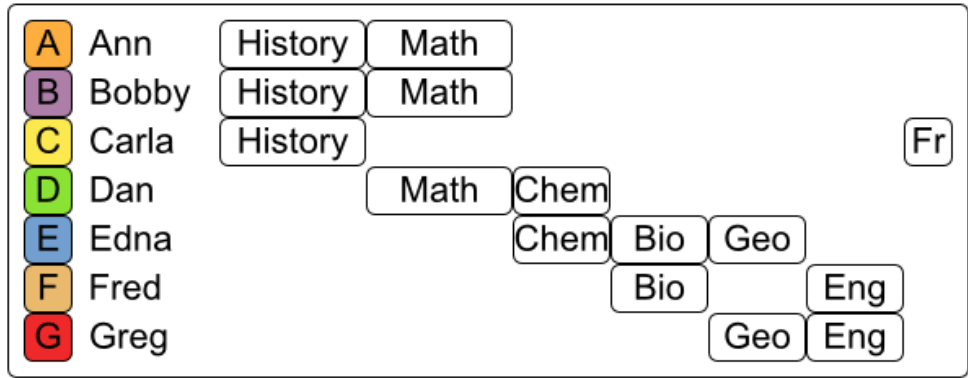 A Ann History Math
B Bobby History Math
C Carla History Fr
D Dan Math Chem
E Edna Chem Bio Geo
F Fred Bio Eng
G Greg Geo Eng